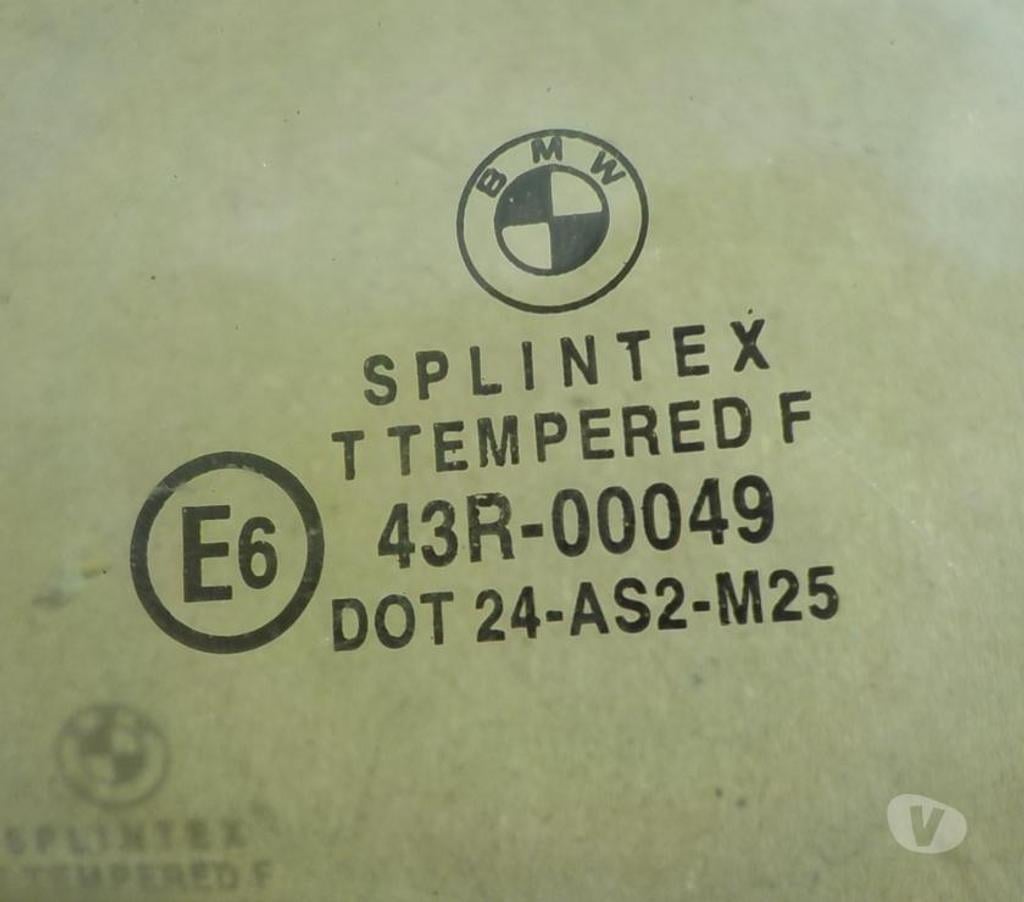 BMW
SPLINTEX
T TEMPERED F
E6
43R-00049
DOT 24-AS2-M25
SPLINTEX
TEMPERED F
V